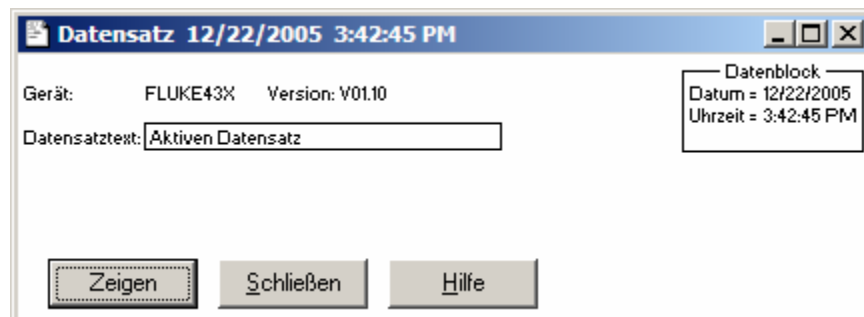 Datensatz 12/22/2005 3:42:45 PM
Gerät: FLUKE43X Version: V01.10
Datensatztext: Aktiven Datensatz
Datenblock
Datum = 12/22/2005
Uhrzeit = 3:42:45 PM
Zeigen Schließen Hilfe